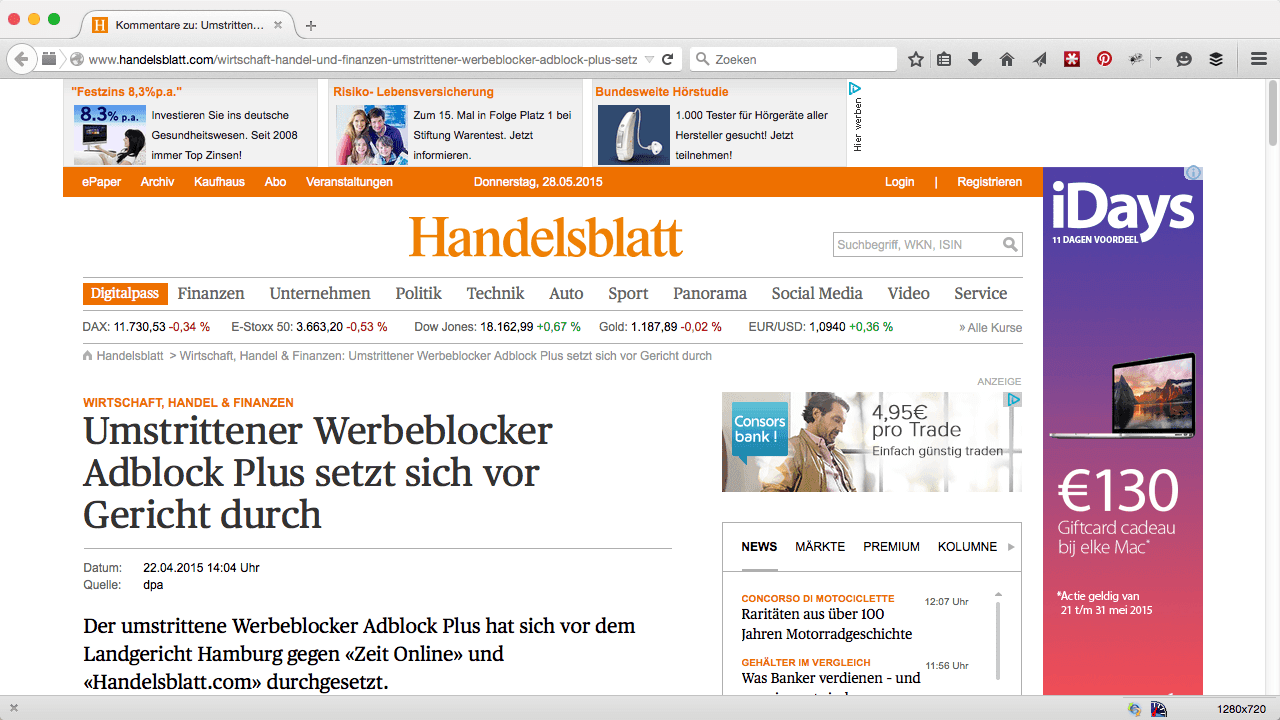 Kommentare zu: Umstritten...
www.handelsblatt.com/wirtschaft-handel-und-finanzen-umstrittener-werbeblocker-adblock-plus-setz
Zoeken
"Festzins 8,3%p.a."
8.3% p.a.
Investieren Sie ins deutsche
Gesundheitswesen. Seit 2008
immer Top Zinsen!
Risiko- Lebensversicherung
Zum 15. Mal in Folge Platz 1 bei
Stiftung Warentest. Jetzt
informieren.
Bundesweite Hörstudie
1.000 Tester für Hörgeräte aller
Hersteller gesucht! Jetzt
teilnehmen!
Hier werben
ePaper Archiv Kaufhaus Abo Veranstaltungen Donnerstag, 28.05.2015 Login | Registrieren
Handelsblatt
Suchbegriff, WKN, ISIN
Digitalpass Finanzen Unternehmen Politik Technik Auto Sport Panorama Social Media Video Service
DAX: 11.730,53 -0,34 % E-Stoxx 50: 3.663,20 -0,53 % Dow Jones: 18.162,99 +0,67 % Gold: 1.187,89 -0,02 % EUR/USD: 1,0940 +0,36 % » Alle Kurse
Handelsblatt > Wirtschaft, Handel & Finanzen: Umstrittener Werbeblocker Adblock Plus setzt sich vor Gericht durch
WIRTSCHAFT, HANDEL & FINANZEN
Umstrittener Werbeblocker
Adblock Plus setzt sich vor
Gericht durch
Datum: 22.04.2015 14:04 Uhr
Quelle: dpa
Der umstrittene Werbeblocker Adblock Plus hat sich vor dem
Landgericht Hamburg gegen «Zeit Online» und
«Handelsblatt.com» durchgesetzt.
ANZEIGE
Consors
bank!
4,95€
pro Trade
Einfach günstig traden
NEWS MÄRKTE PREMIUM KOLUMNE
CONCORSO DI MOTOCICLETTE 12:07 Uhr
Raritäten aus über 100
Jahren Motorradgeschichte
GEHÄLTER IM VERGLEICH 11:56 Uhr
Was Banker verdienen – und
iDays
11 DAGEN VOORDEEL
€130
Giftcard cadeau
bij elke Mac*
*Actie geldig van
21 t/m 31 mei 2015
1280x720